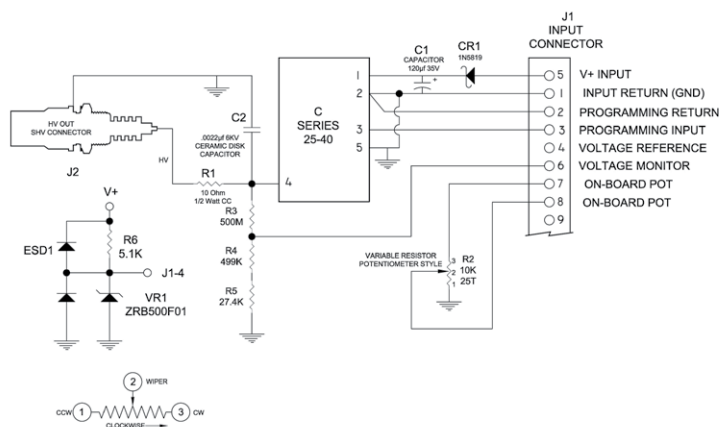 J1
INPUT
CONNECTOR
C1
CAPACITOR
120µf 35V
+
CR1
1N5819
1
2
3
5
4
C
SERIES
25-40
5 V+ INPUT
1 INPUT RETURN (GND)
2 PROGRAMMING RETURN
3 PROGRAMMING INPUT
4 VOLTAGE REFERENCE
6 VOLTAGE MONITOR
7 ON-BOARD POT
8 ON-BOARD POT
9
HV OUT
SHV CONNECTOR
J2
HV
C2
.0022µf 6KV
CERAMIC DISK
CAPACITOR
R1
10 Ohm
1/2 Watt CC
R3
500M
R4
499K
R5
27.4K
V+
ESD1
R6
5.1K
J1-4
VR1
ZRB500F01
VARIABLE RESISTOR
POTENTIOMETER STYLE
3
2
1
R2
10K
25T
2 WIPER
CCW 1
3 CW
CLOCKWISE